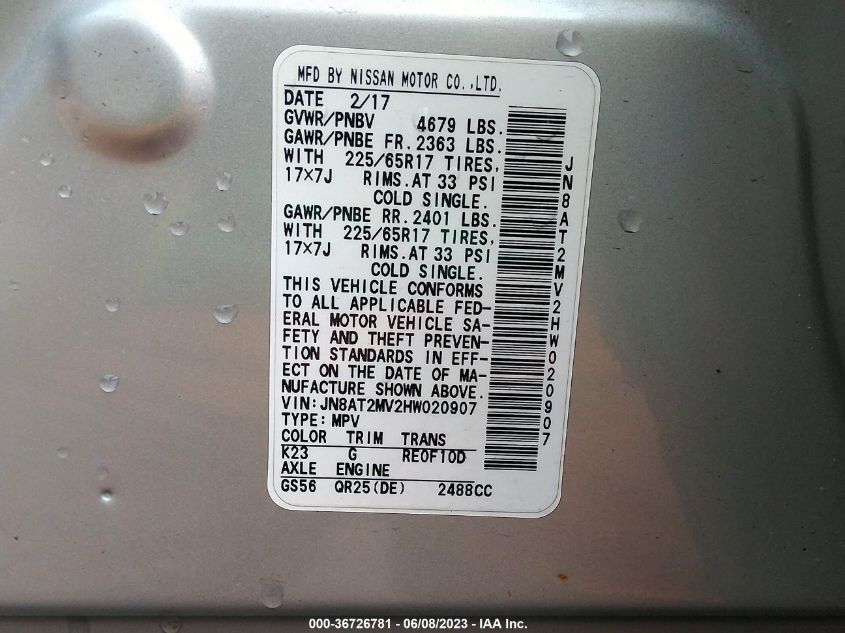 MFD BY NISSAN MOTOR CO.,LTD.
DATE 2/17
GVWR/PNBV 4679 LBS.
GAWR/PNBE FR.2363 LBS.
WITH 225/65R17 TIRES,
17×7J RIMS.AT 33 PSI
COLD SINGLE.
GAWR/PNBE RR.2401 LBS.
WITH 225/65R17 TIRES,
17×7J RIMS.AT 33 PSI
COLD SINGLE.
THIS VEHICLE CONFORMS
TO ALL APPLICABLE FED-
ERAL MOTOR VEHICLE SA-
FETY AND THEFT PREVEN-
TION STANDARDS IN EFF-
ECT ON THE DATE OF MA-
NUFACTURE SHOWN ABOVE.
VIN:JN8AT2MV2HW020907
TYPE:MPV
COLOR TRIM TRANS
K23 G RE0F10D
AXLE ENGINE
GS56 QR25(DE) 2488CC
JN8AT2MV2HW020907
000-36726781 - 06/08/2023 - IAA Inc.